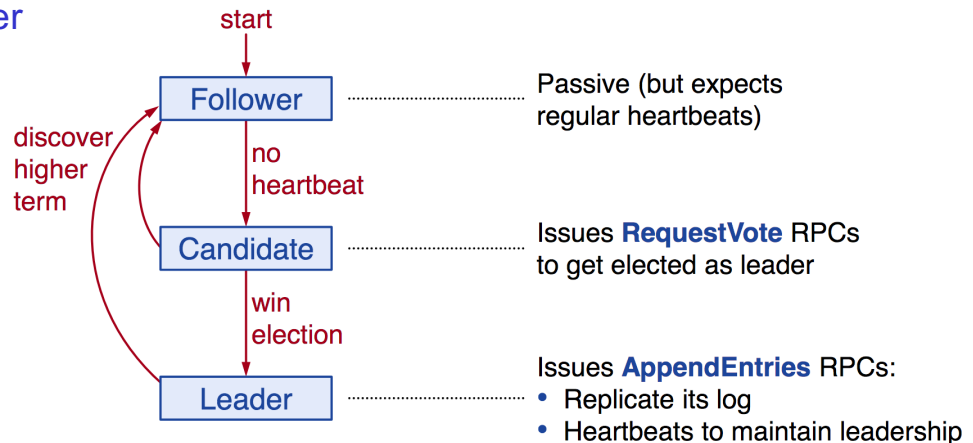 er
start
Follower
Passive (but expects
regular heartbeats)
discover
higher
term
no
heartbeat
Candidate
Issues RequestVote RPCs
to get elected as leader
win
election
Leader
Issues AppendEntries RPCs:
• Replicate its log
• Heartbeats to maintain leadership